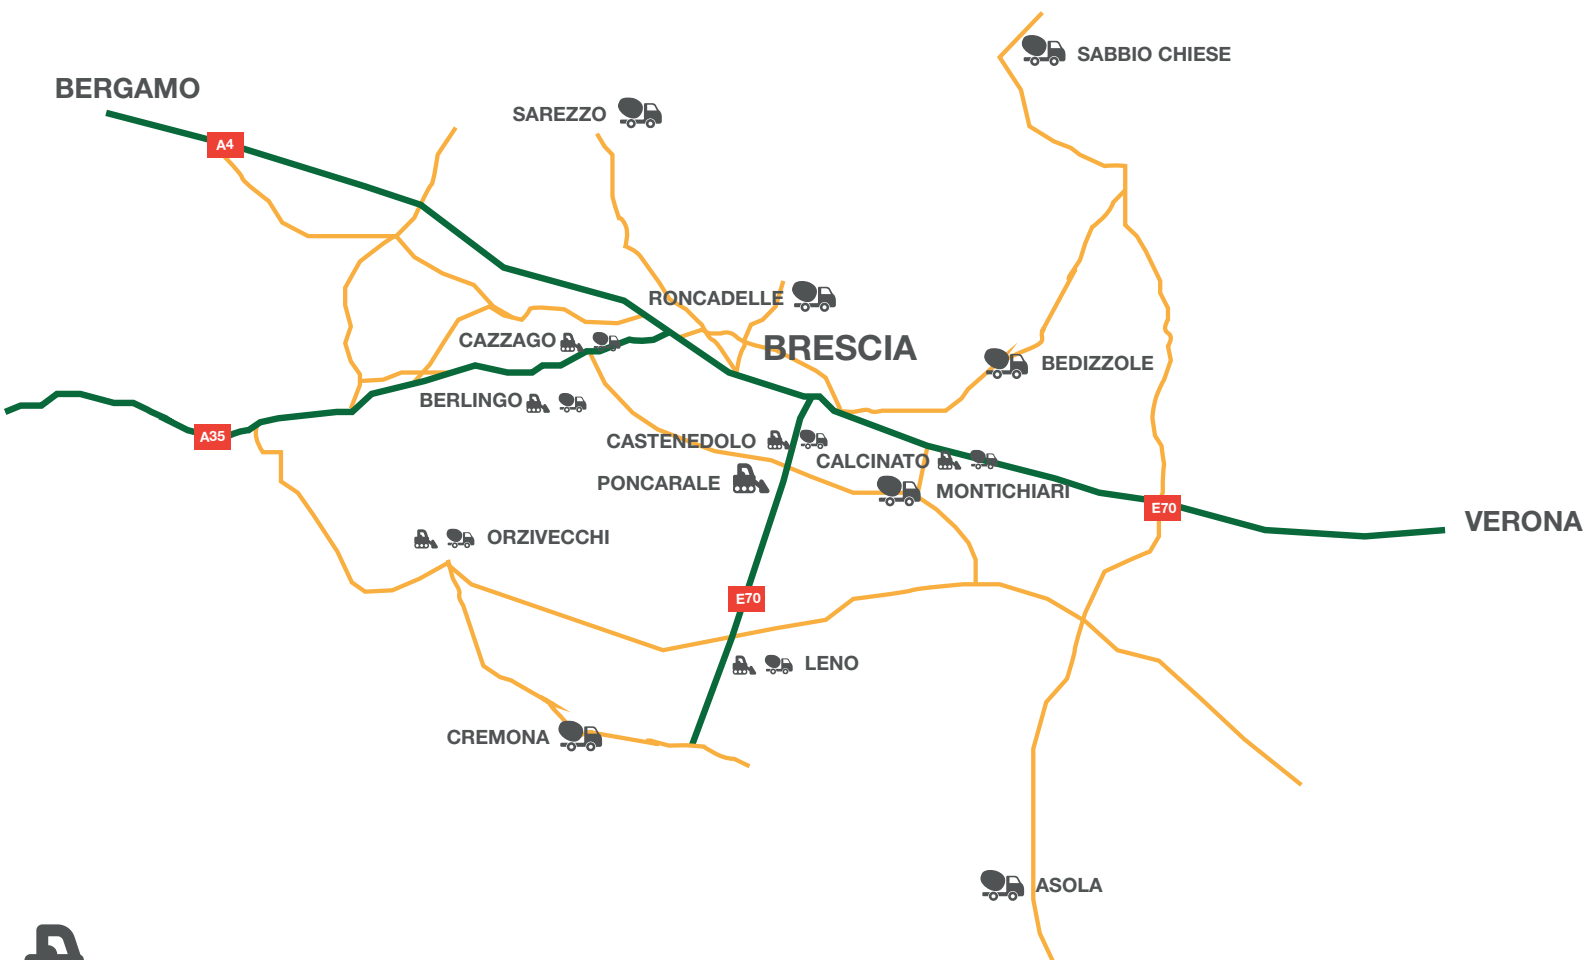 SABBIO CHIESE
BERGAMO
SAREZZO
A4
RONCADELLE
CAZZAGO
BRESCIA
BEDIZZOLE
BERLINGO
A35
CASTENEDOLO
CALCINATO
PONCARALE
MONTICHIARI
E70
VERONA
ORZIVECCHI
E70
LENO
CREMONA
ASOLA